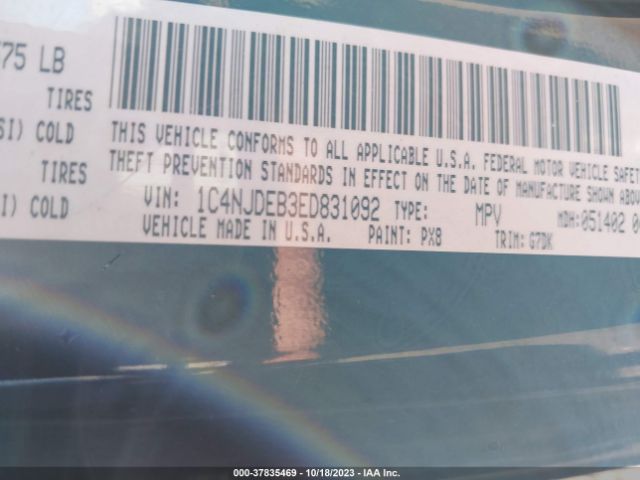 75 LB
TIRES
SI) COLD
TIRES
I) COLD
THIS VEHICLE CONFORMS TO ALL APPLICABLE U.S.A. FEDERAL MOTOR VEHICLE SAFET
THEFT PREVENTION STANDARDS IN EFFECT ON THE DATE OF MANUFACTURE SHOWN ABOV
VIN: 1C4NJDEB3ED831092 TYPE: MPV MDH:051402 0
VEHICLE MADE IN U.S.A. PAINT: PX8 TRIM: G7DK
000-37835469 - 10/18/2023 - IAA Inc.